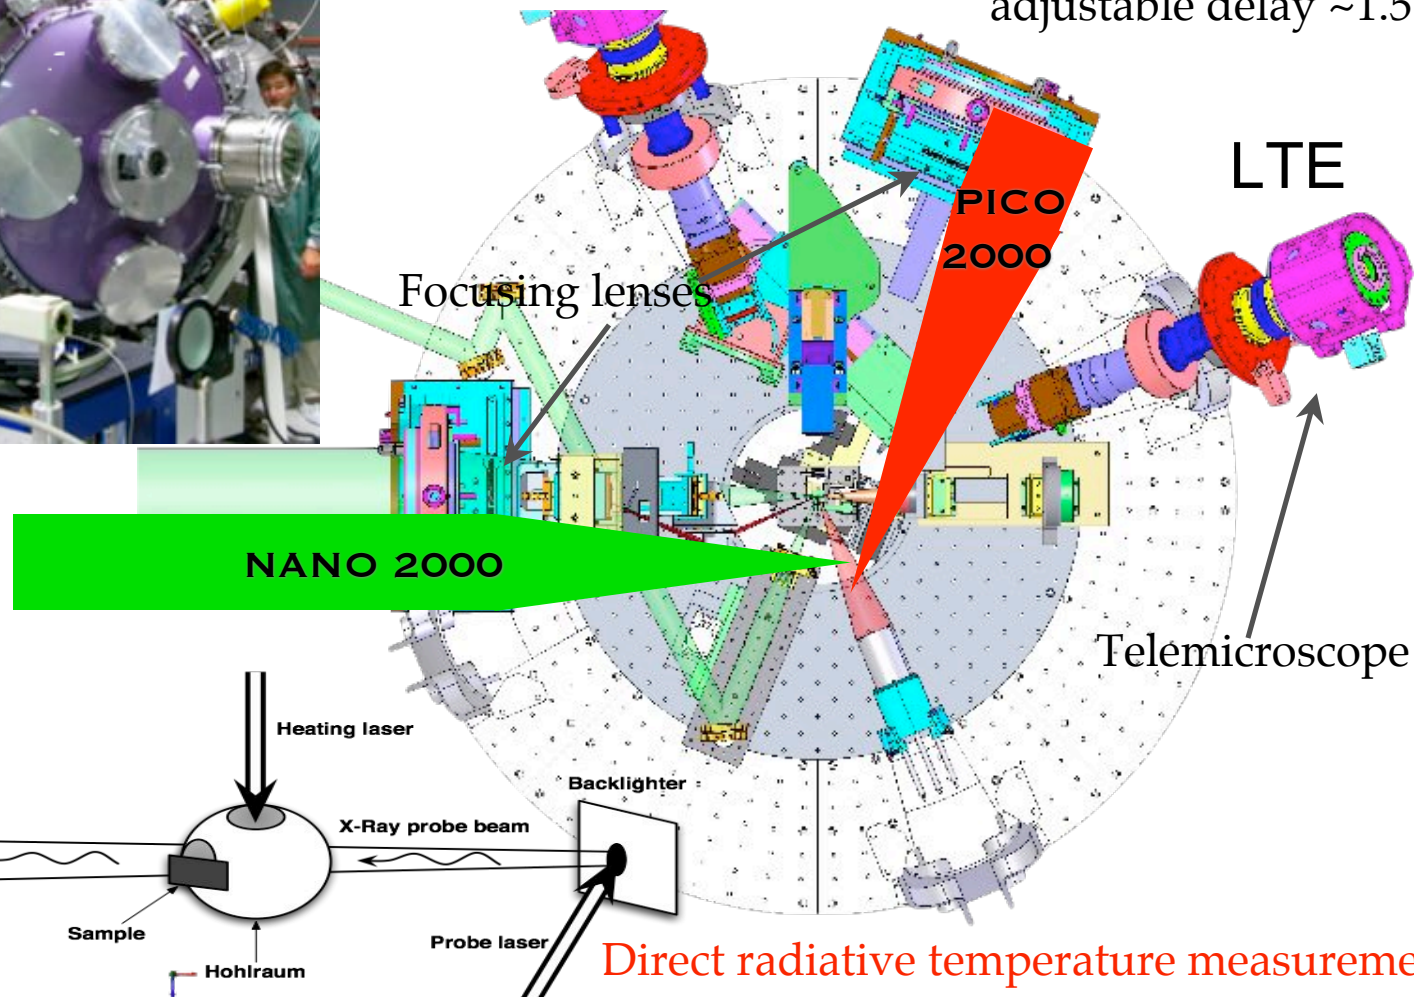 adjustable delay ~1.5
LTE
PICO
2000
Focusing lenses
NANO 2000
Telemicroscope
Heating laser
Backlighter
X-Ray probe beam
Sample
Probe laser
Hohlraum
Direct radiative temperature measureme